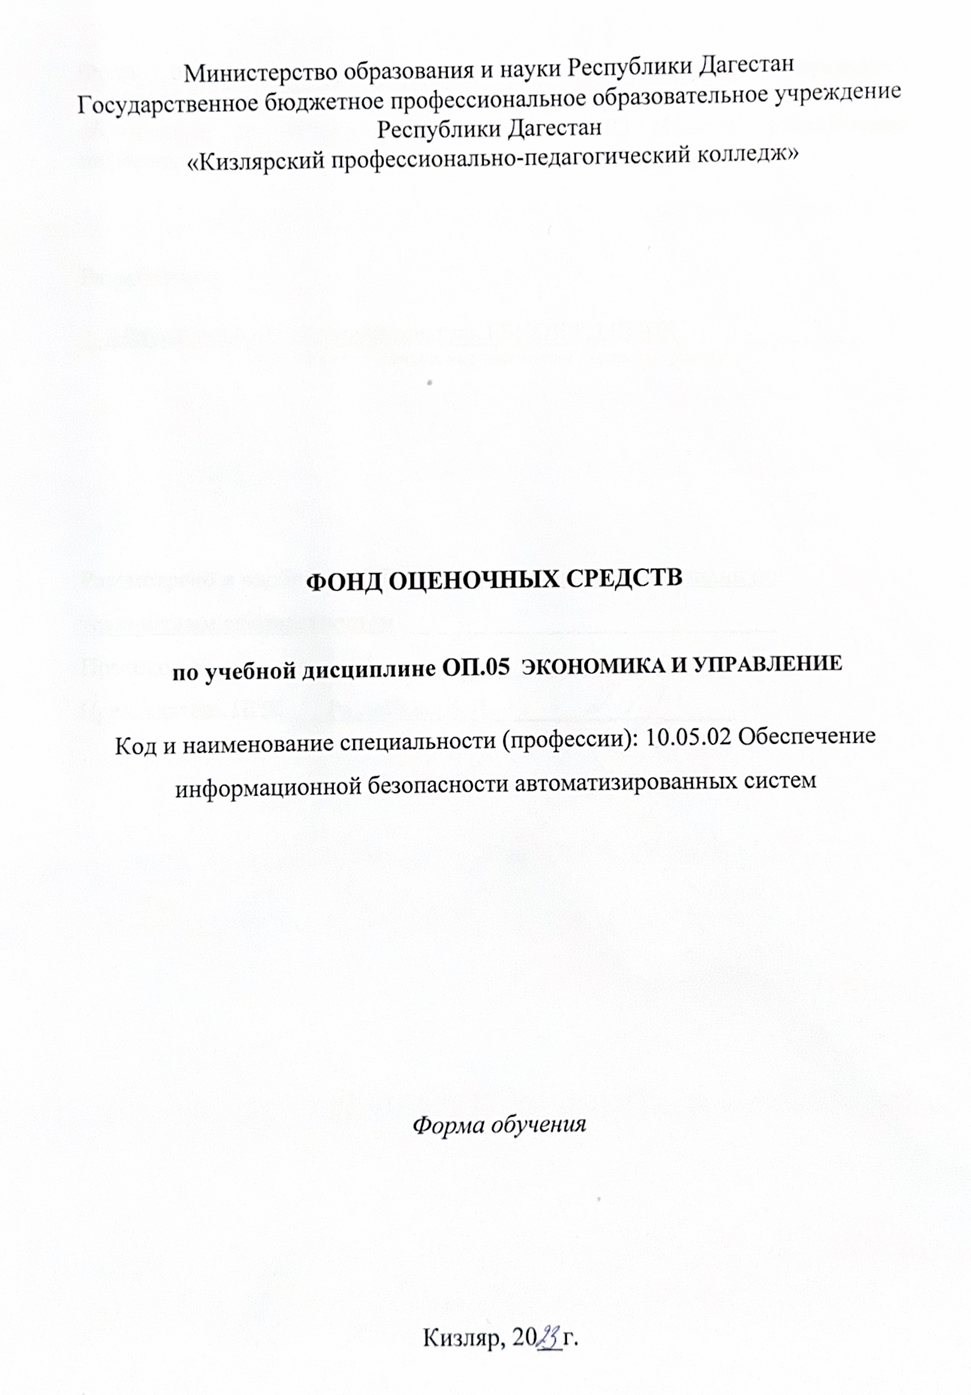 Министерство образования и науки Республики Дагестан
Государственное бюджетное профессиональное образовательное учреждение
Республики Дагестан
«Кизлярский профессионально-педагогический колледж»
ФОНД ОЦЕНОЧНЫХ СРЕДСТВ
по учебной дисциплине ОП.05 ЭКОНОМИКА И УПРАВЛЕНИЕ
Код и наименование специальности (профессии): 10.05.02 Обеспечение
информационной безопасности автоматизированных систем
Форма обучения
Кизляр, 2023г.